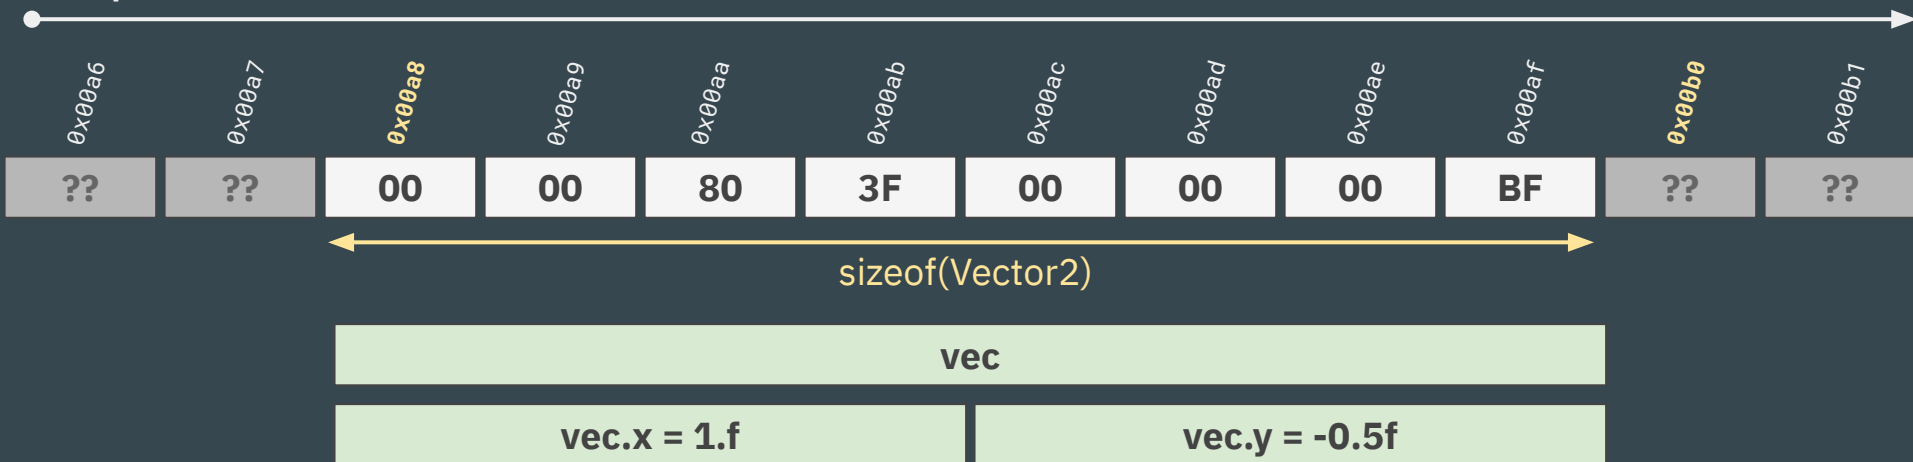 0x00a6 0x00a7 0x00a8 0x00a9 0x00aa 0x00ab 0x00ac 0x00ad 0x00ae 0x00af 0x00b0 0x00b1
?? ?? 00 00 80 3F 00 00 00 BF ?? ??
sizeof(Vector2)
vec
vec.x = 1.f vec.y = -0.5f